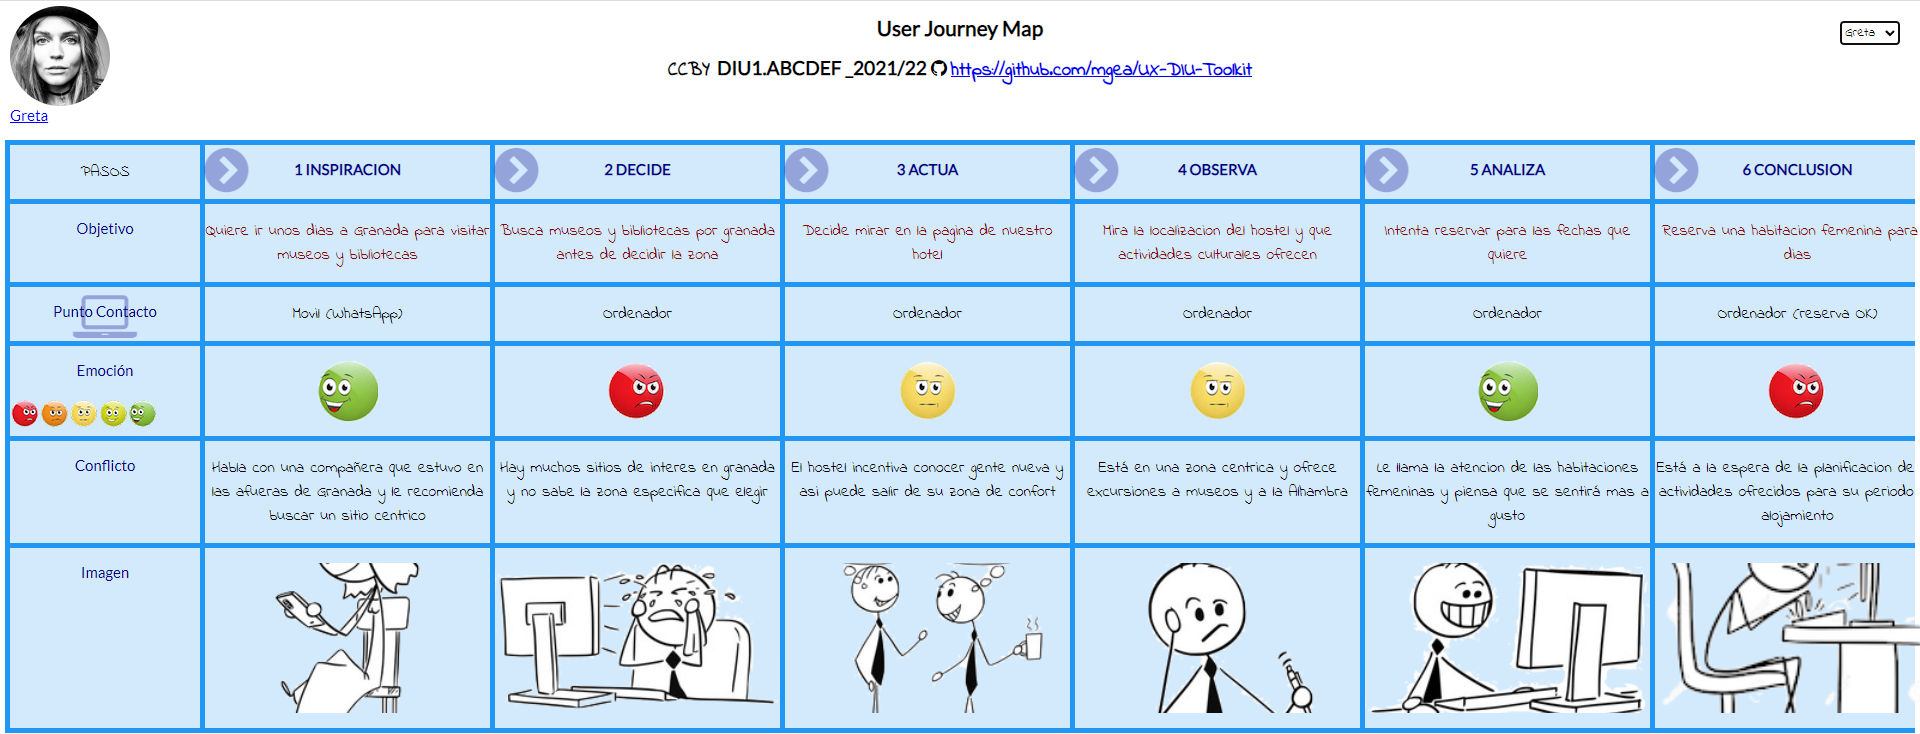 User Journey Map
Greta
CCBY DIU1.ABCDEF _2021/22 https://github.com/mgea/UX-DIU-Toolkit
Greta
PASOS
1 INSPIRACION
2 DECIDE
3 ACTUA
4 OBSERVA
5 ANALIZA
6 CONCLUSION
Objetivo
Quiere ir unos dias a Granada para visitar
museos y bibliotecas
Busca museos y bibliotecas por granada
antes de decidir la zona
Decide mirar en la pagina de nuestro
hotel
Mira la localizacion del hostel y que
actividades culturales ofrecen
Intenta reservar para las fechas que
quiere
Reserva una habitacion femenina para
dias
Punto Contacto
Movil (WhatsApp)
Ordenador
Ordenador
Ordenador
Ordenador
Ordenador (reserva OK)
Emoción
Conflicto
Habla con una compañera que estuvo en
las afueras de Granada y le recomienda
buscar un sitio centrico
Hay muchos sitios de interes en granada
y no sabe la zona especifica que elegir
El hostel incentiva conocer gente nueva y
asi puede salir de su zona de confort
Está en una zona centrica y ofrece
excursiones a museos y a la Alhambra
Le llama la atencion de las habitaciones
femeninas y piensa que se sentirá mas a
gusto
Está a la espera de la planificacion de
actividades ofrecidos para su periodo
alojamiento
Imagen